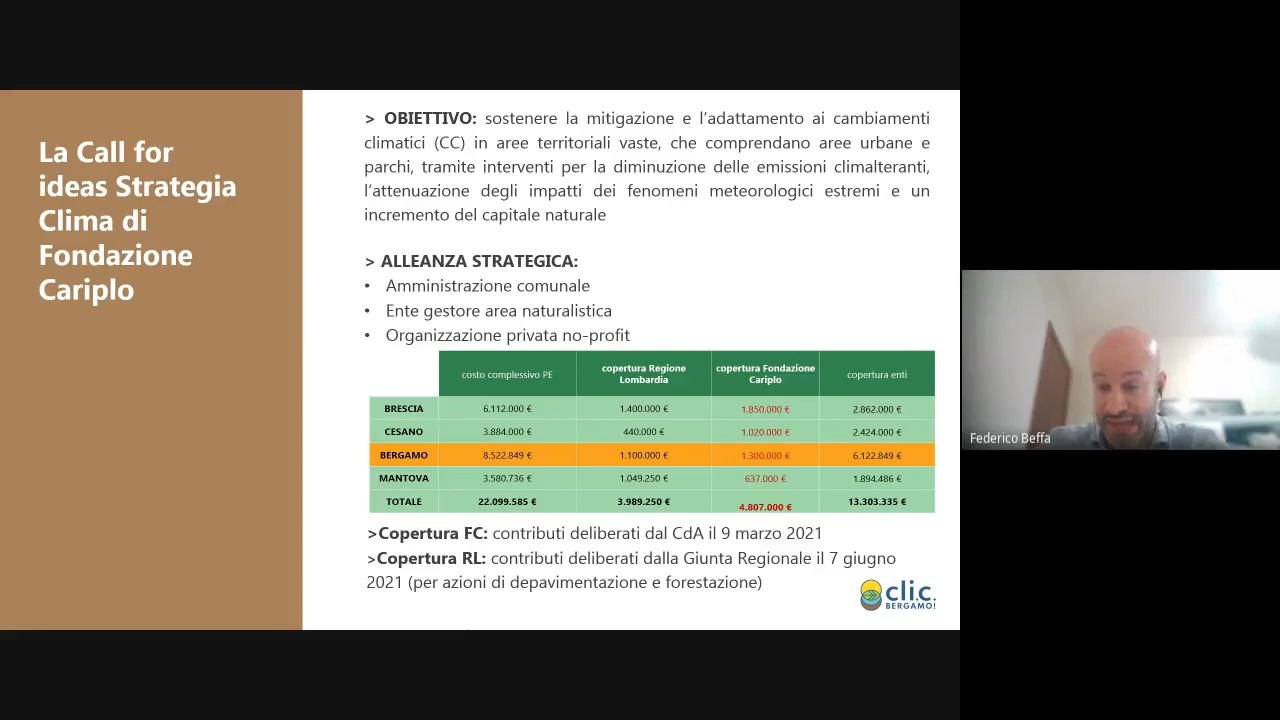 La Call for
ideas Strategia
Clima di
Fondazione
Cariplo
> OBIETTIVO: sostenere la mitigazione e l’adattamento ai cambiamenti
climatici (CC) in aree territoriali vaste, che comprendano aree urbane e
parchi, tramite interventi per la diminuzione delle emissioni climalteranti,
l’attenuazione degli impatti dei fenomeni meteorologici estremi e un
incremento del capitale naturale
> ALLEANZA STRATEGICA:
• Amministrazione comunale
• Ente gestore area naturalistica
• Organizzazione privata no-profit
costo complessivo PE copertura Regione Lombardia copertura Fondazione Cariplo copertura enti
BRESCIA 6.112.000 € 1.400.000 € 1.850.000 € 2.862.000 €
CESANO 3.884.000 € 440.000 € 1.020.000 € 2.424.000 €
BERGAMO 8.522.849 € 1.100.000 € 1.300.000 € 6.122.849 €
MANTOVA 3.580.736 € 1.049.250 € 637.000 € 1.894.486 €
TOTALE 22.099.585 € 3.989.250 € 4.807.000 € 13.303.335 €
>Copertura FC: contributi deliberati dal CdA il 9 marzo 2021
>Copertura RL: contributi deliberati dalla Giunta Regionale il 7 giugno
2021 (per azioni di depavimentazione e forestazione)
cli.c.
BERGAMO!
Federico Beffa